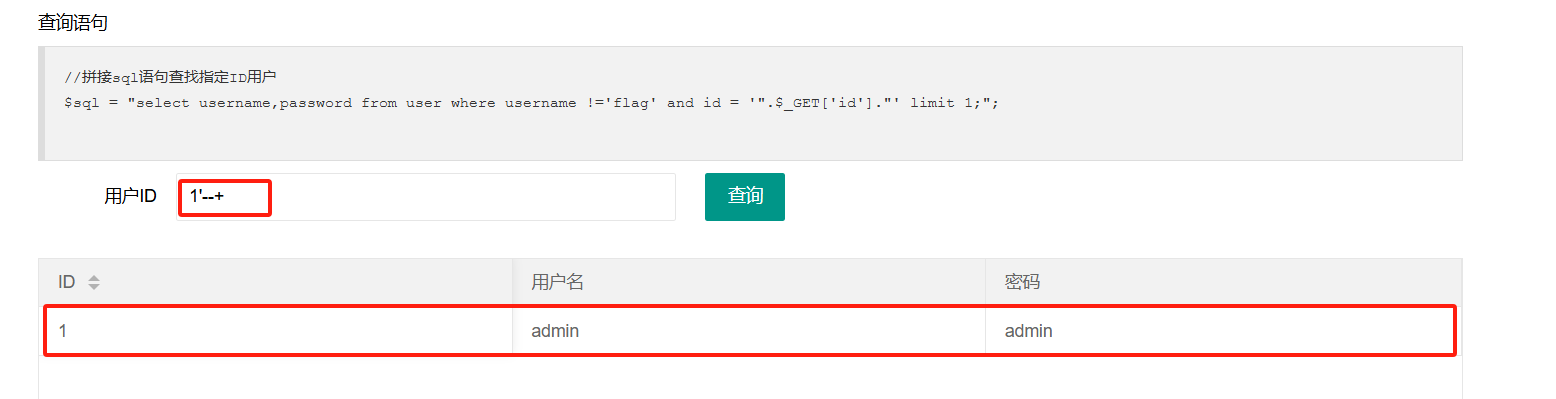 查询语句
//拼接sql语句查找指定ID用户
$sql = "select username,password from user where username !='flag' and id = '".$_GET['id']."' limit 1;";
用户ID 1'--+ 查询
ID 用户名 密码
1 admin admin